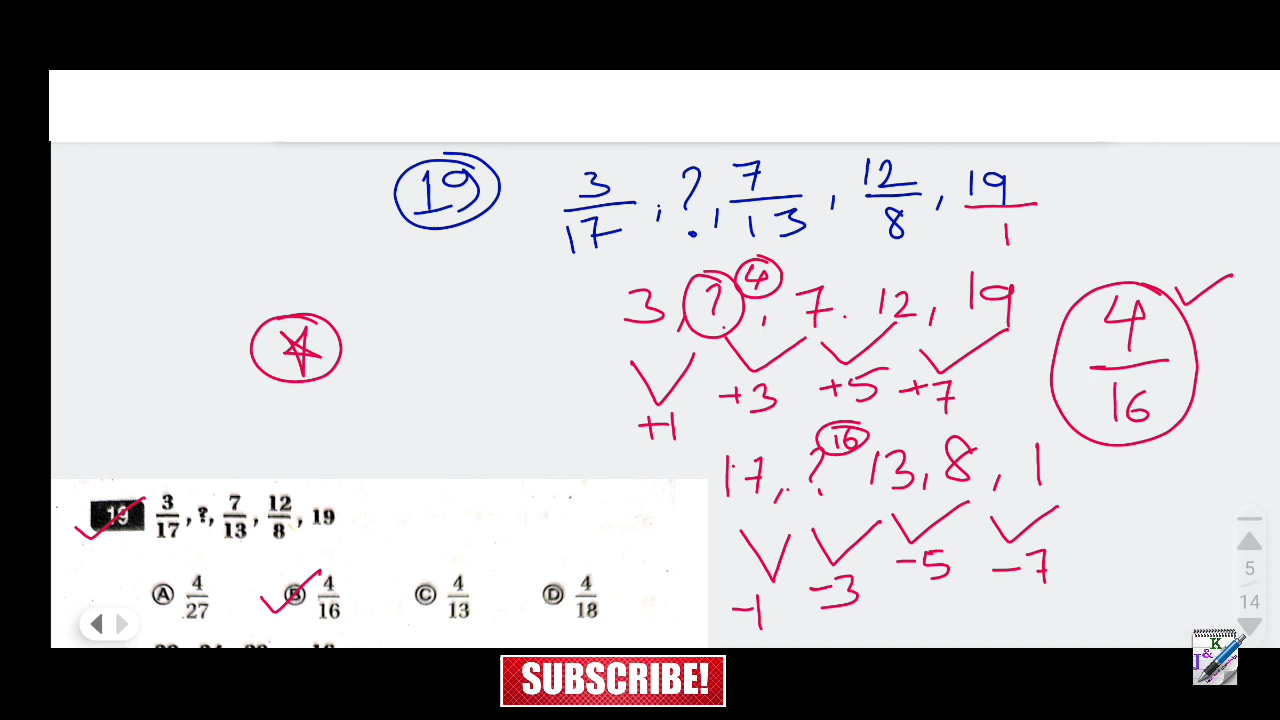 19 3/17 , ? , 7/13 , 12/8 , 19/1
3, ? 4 , 7. 12, 19
+1 +3 +5 +7
4/16
17, ? 16 13, 8, 1
-1 -3 -5 -7
19 3/17 , ?, 7/13 , 12/8 , 19
A 4/27 B 4/16 C 4/13 D 4/18
5
14
J&K
SUBSCRIBE!